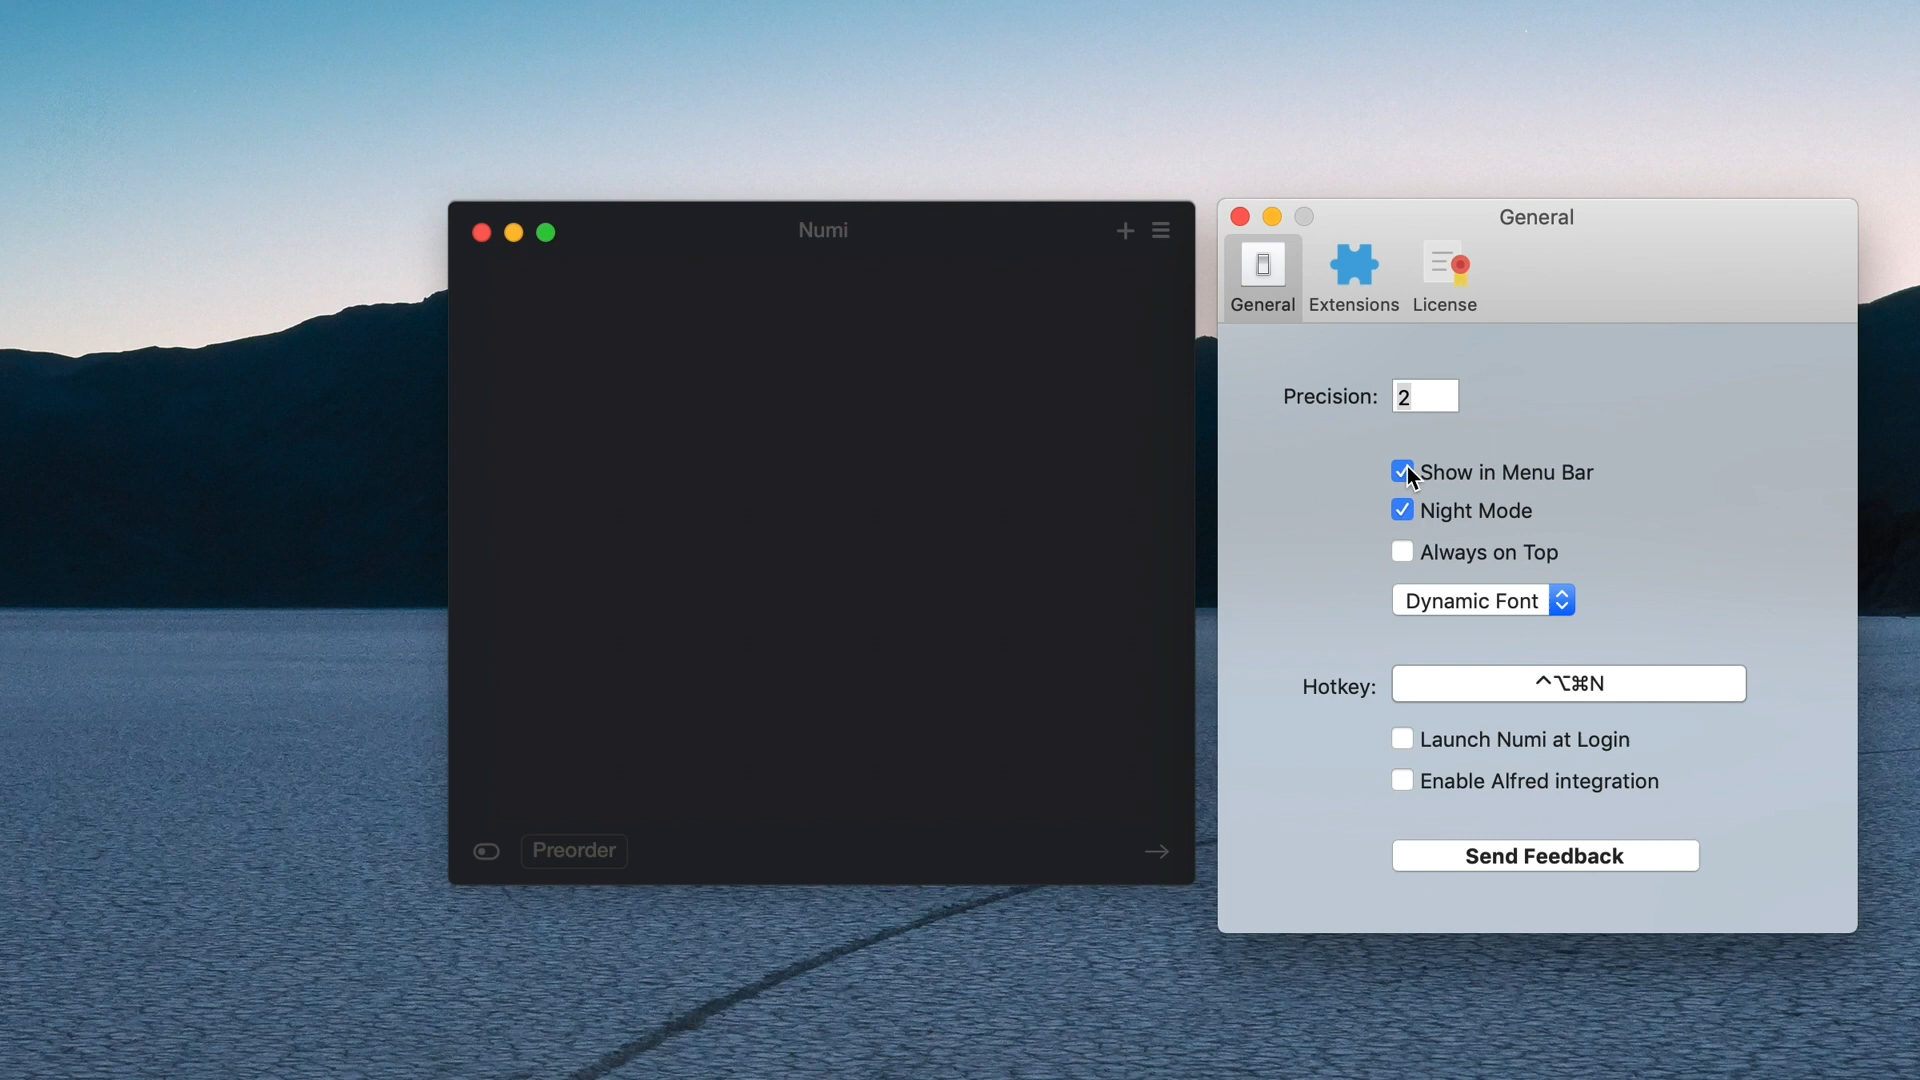 Numi
Preorder
General
General
Extensions
License
Precision: 2
Show in Menu Bar
Night Mode
Always on Top
Dynamic Font
Hotkey: ^⌥⌘N
Launch Numi at Login
Enable Alfred integration
Send Feedback